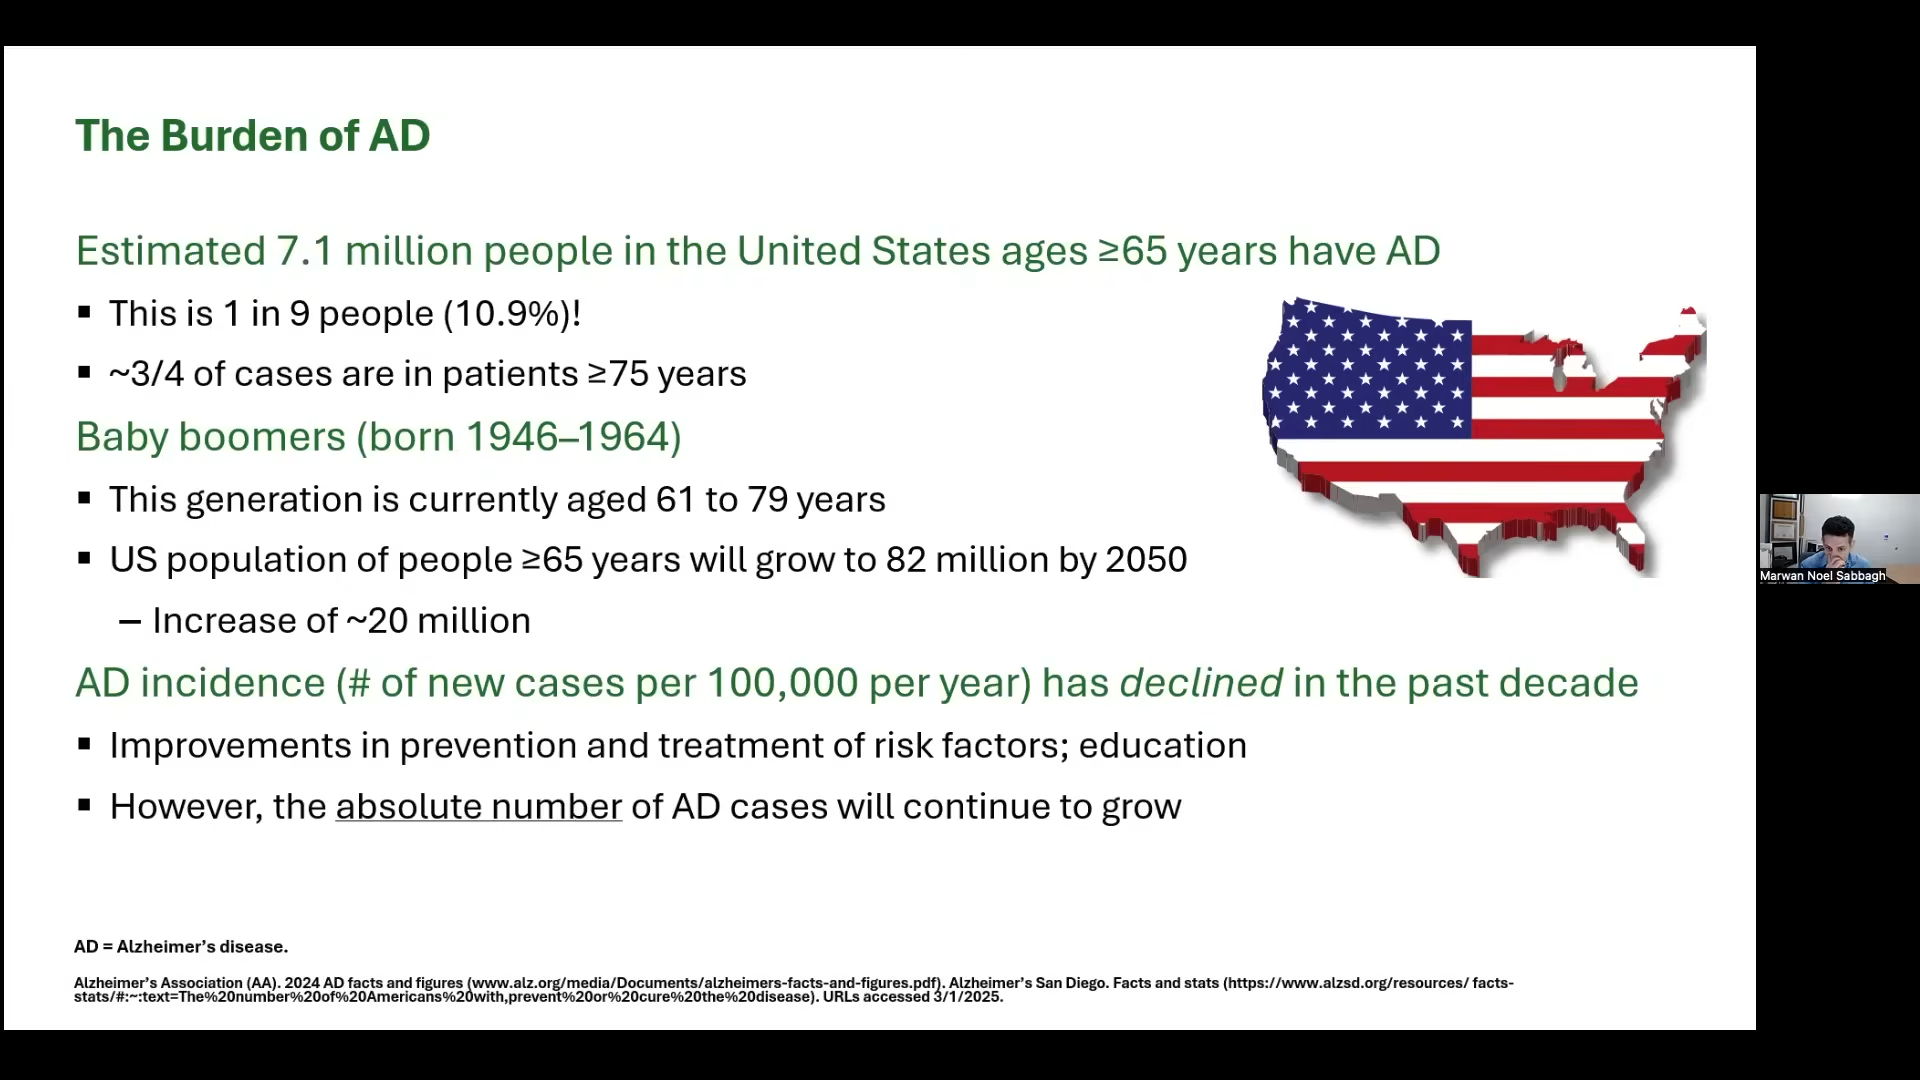 The Burden of AD
Estimated 7.1 million people in the United States ages ≥65 years have AD
▪ This is 1 in 9 people (10.9%)!
▪ ~3/4 of cases are in patients ≥75 years
Baby boomers (born 1946–1964)
▪ This generation is currently aged 61 to 79 years
▪ US population of people ≥65 years will grow to 82 million by 2050
– Increase of ~20 million
AD incidence (# of new cases per 100,000 per year) has declined in the past decade
▪ Improvements in prevention and treatment of risk factors; education
▪ However, the absolute number of AD cases will continue to grow
Marwan Noel Sabbagh
AD = Alzheimer’s disease.
Alzheimer’s Association (AA). 2024 AD facts and figures (www.alz.org/media/Documents/alzheimers-facts-and-figures.pdf). Alzheimer’s San Diego. Facts and stats (https://www.alzsd.org/resources/ facts-
stats/#:~:text=The%20number%20of%20Americans%20with,prevent%20or%20cure%20the%20disease). URLs accessed 3/1/2025.